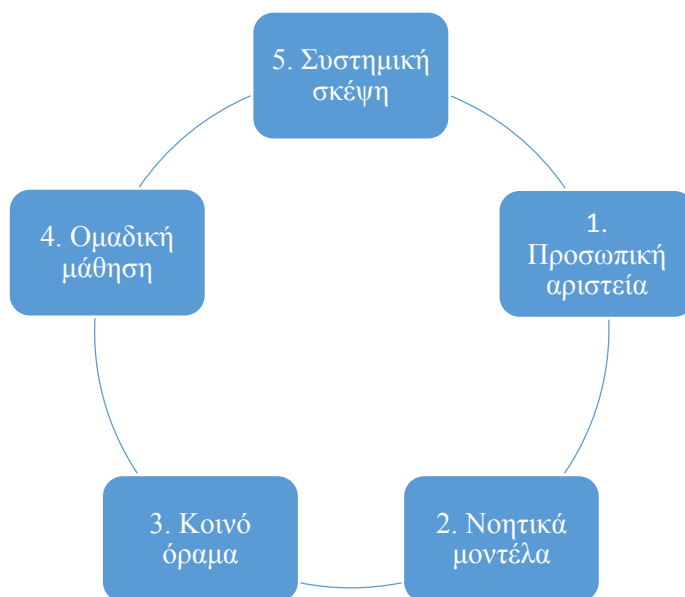 5. Συστημική
σκέψη
1.
Προσωπική
αριστεία
4. Ομαδική
μάθηση
3. Κοινό
όραμα
2. Νοητικά
μοντέλα